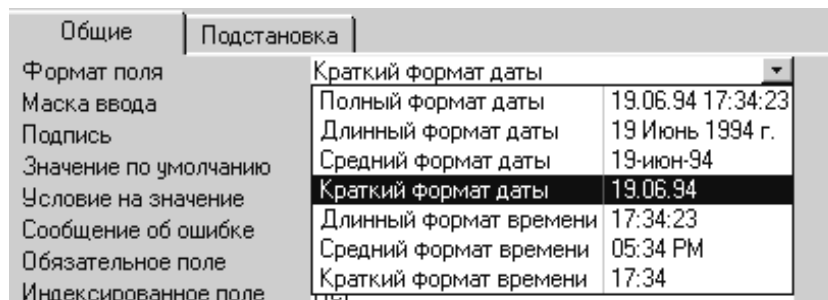 Общие Подстановка
Формат поля Краткий формат даты
Маска ввода Полный формат даты 19.06.94 17:34:23
Подпись Длинный формат даты 19 Июнь 1994 г.
Значение по умолчанию Средний формат даты 19-июн-94
Условие на значение Краткий формат даты 19.06.94
Сообщение об ошибке Длинный формат времени 17:34:23
Обязательное поле Средний формат времени 05:34 PM
Индексированное поле Краткий формат времени 17:34